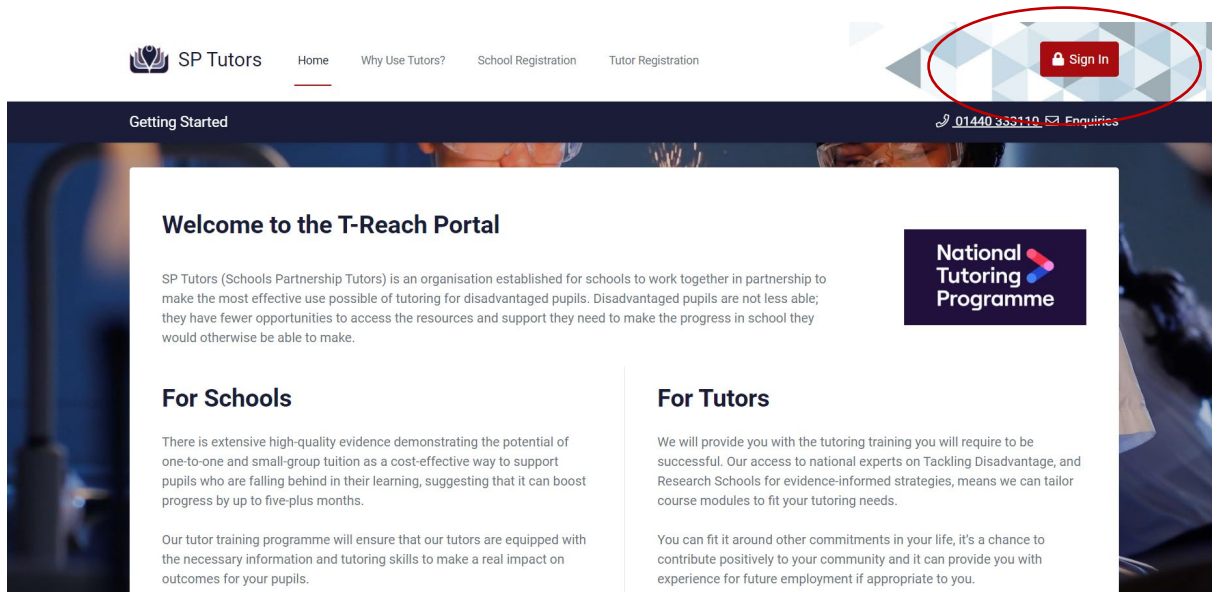 SP Tutors Home Why Use Tutors? School Registration Tutor Registration Sign In
Getting Started 01440 333110 Enquiries
Welcome to the T-Reach Portal
SP Tutors (Schools Partnership Tutors) is an organisation established for schools to work together in partnership to
make the most effective use possible of tutoring for disadvantaged pupils. Disadvantaged pupils are not less able;
they have fewer opportunities to access the resources and support they need to make the progress in school they
would otherwise be able to make.
National
Tutoring
Programme
For Schools
There is extensive high-quality evidence demonstrating the potential of
one-to-one and small-group tuition as a cost-effective way to support
pupils who are falling behind in their learning, suggesting that it can boost
progress by up to five-plus months.
Our tutor training programme will ensure that our tutors are equipped with
the necessary information and tutoring skills to make a real impact on
outcomes for your pupils.
For Tutors
We will provide you with the tutoring training you will require to be
successful. Our access to national experts on Tackling Disadvantage, and
Research Schools for evidence-informed strategies, means we can tailor
course modules to fit your tutoring needs.
You can fit it around other commitments in your life, it's a chance to
contribute positively to your community and it can provide you with
experience for future employment if appropriate to you.